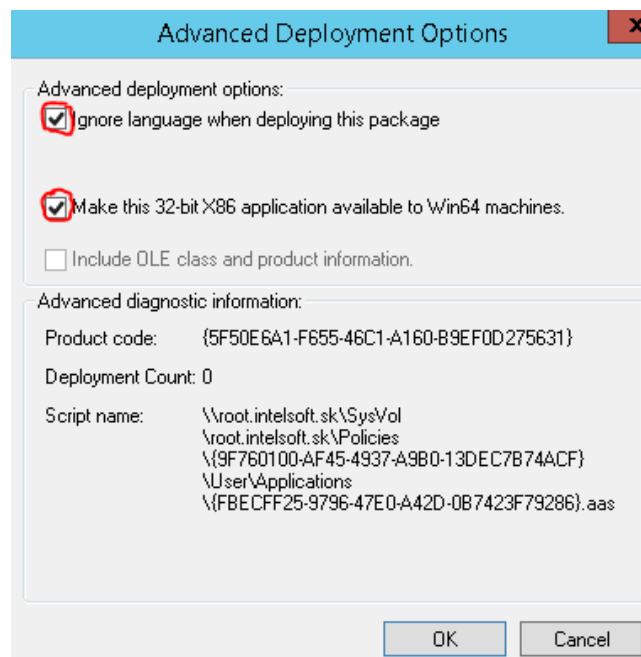 Advanced Deployment Options
x
Advanced deployment options:
Ignore language when deploying this package
Make this 32-bit X86 application available to Win64 machines.
Include OLE class and product information.
Advanced diagnostic information:
Product code: {5F50E6A1-F655-46C1-A160-B9EF0D275631}
Deployment Count: 0
Script name: \\root.intelsoft.sk\SysVol
\root.intelsoft.sk\Policies
\{9F760100-AF45-4937-A9B0-13DEC7B74ACF}
\User\Applications
\{FBECFF25-9796-47E0-A42D-0B7423F79286}.aas
OK Cancel